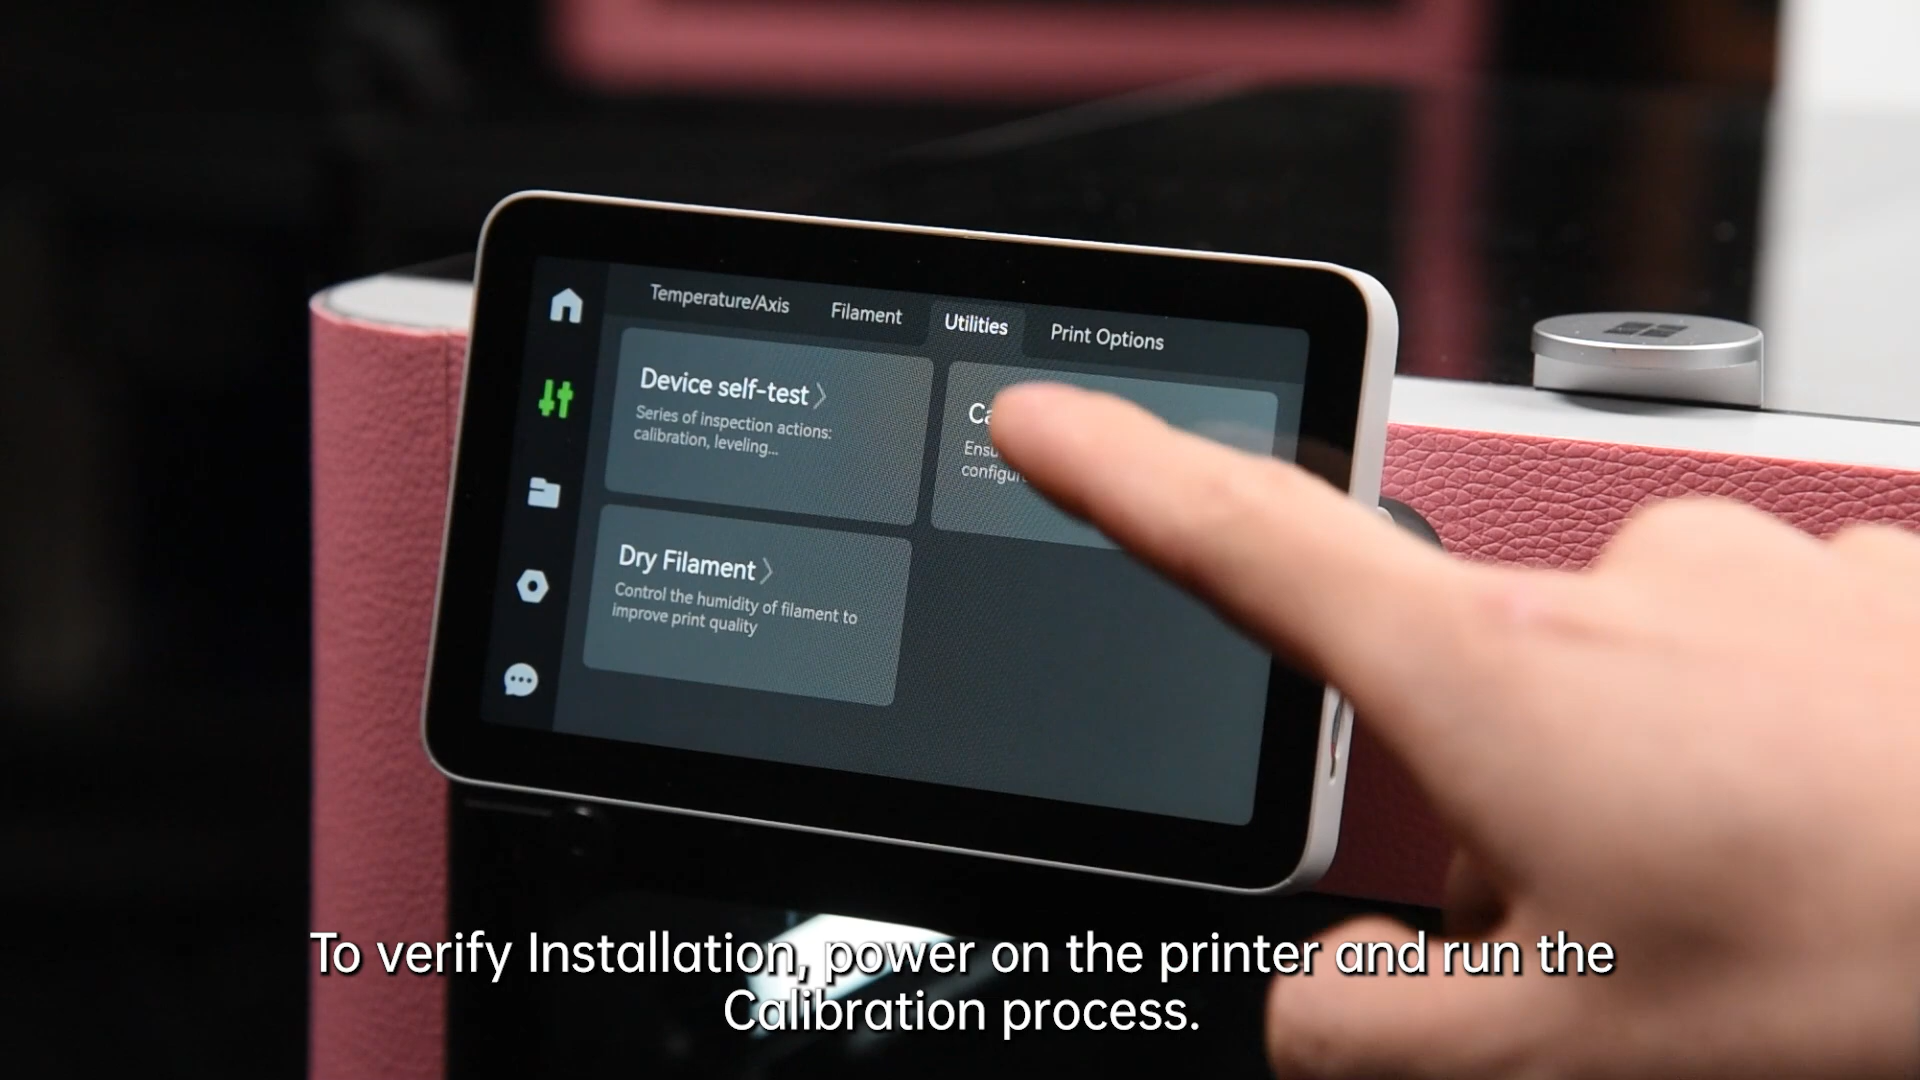 Temperature/Axis
Filament
Utilities
Print Options
Device self-test
Series of inspection actions:
calibration, leveling...
Dry Filament
Control the humidity of filament to
improve print quality
To verify Installation, power on the printer and run the
Calibration process.